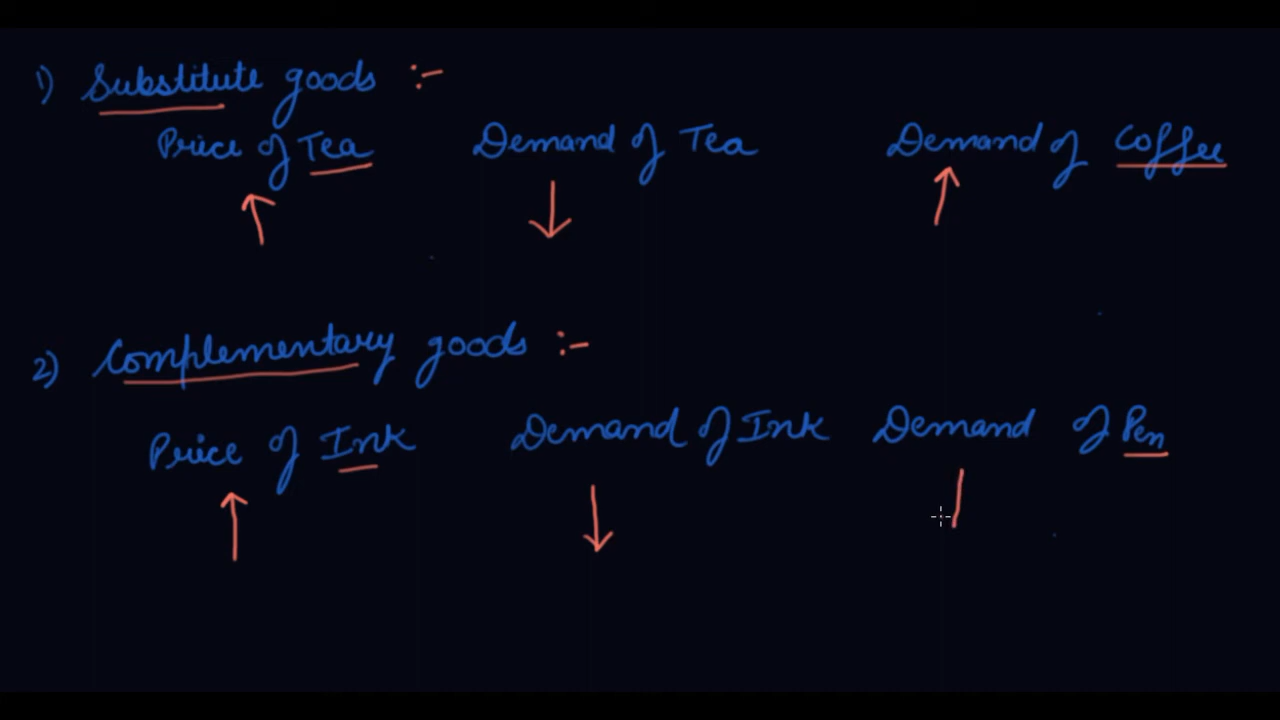 1) Substitute goods :-
Price of Tea Demand of Tea Demand of Coffee
2) Complementary goods :-
Price of Ink Demand of Ink Demand of Pen